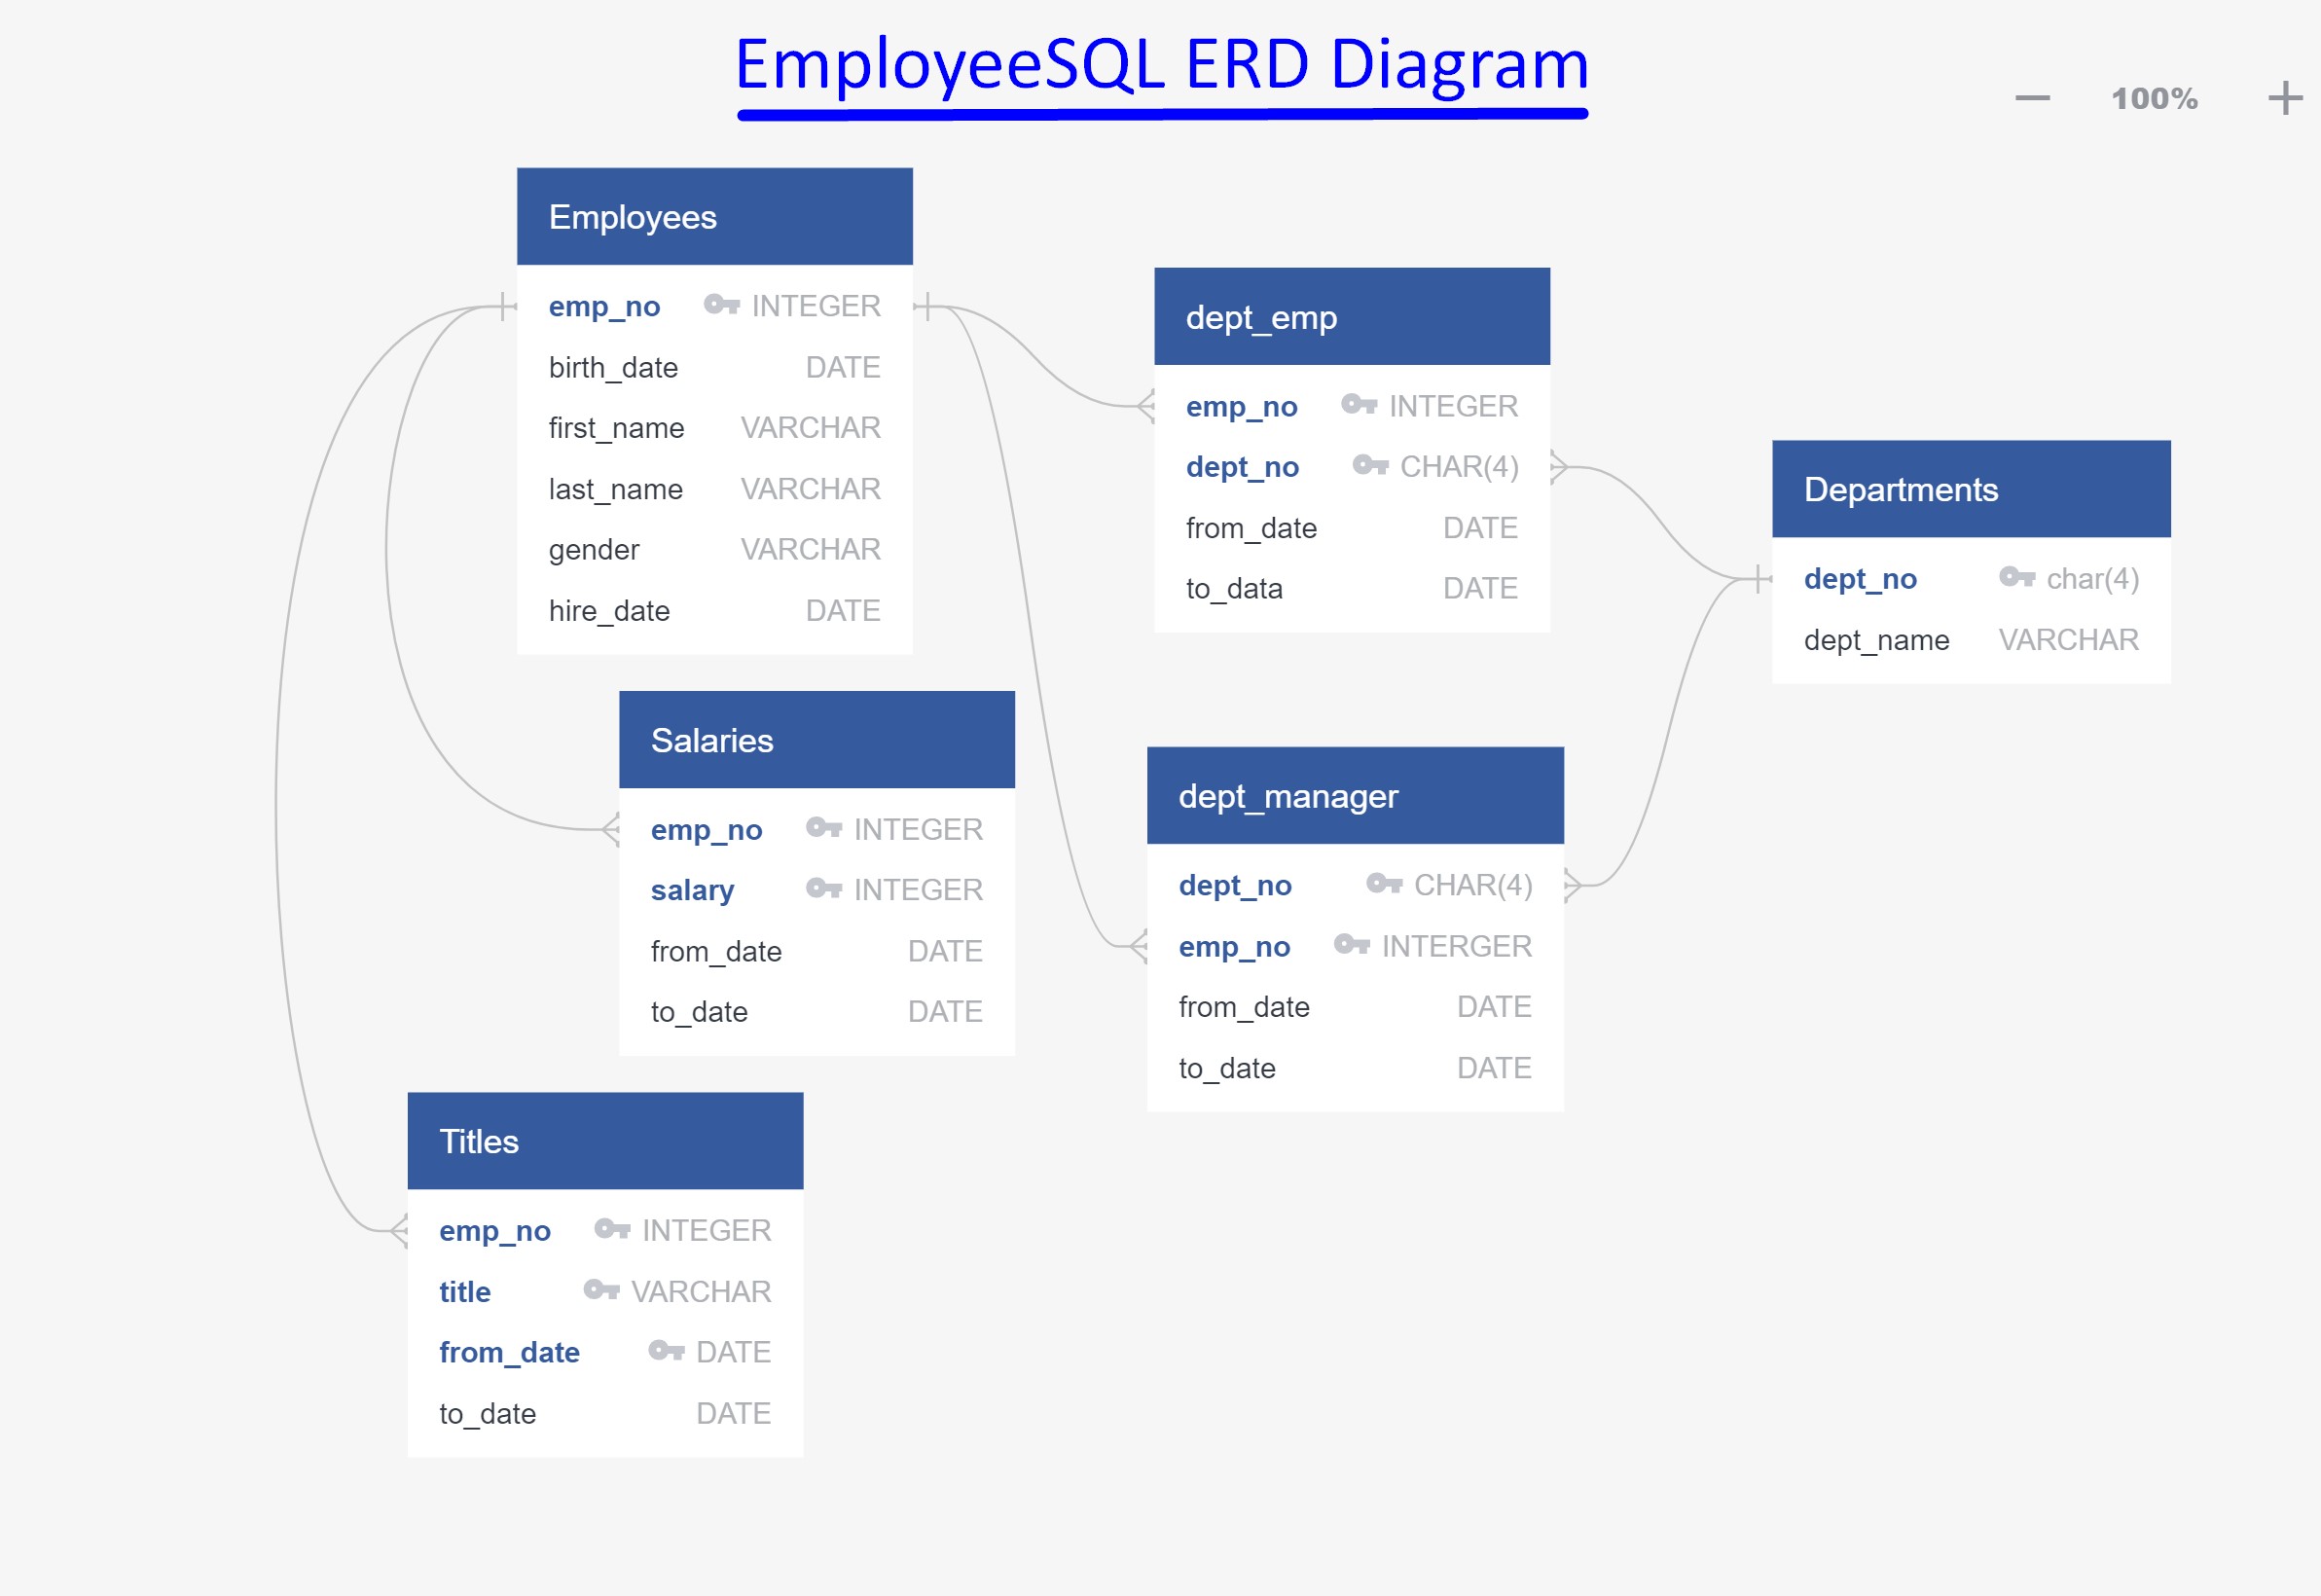 EmployeeSQL ERD Diagram
100%
Employees
emp_no INTEGER
birth_date DATE
first_name VARCHAR
last_name VARCHAR
gender VARCHAR
hire_date DATE
dept_emp
emp_no INTEGER
dept_no CHAR(4)
from_date DATE
to_data DATE
Departments
dept_no char(4)
dept_name VARCHAR
Salaries
emp_no INTEGER
salary INTEGER
from_date DATE
to_date DATE
dept_manager
dept_no CHAR(4)
emp_no INTERGER
from_date DATE
to_date DATE
Titles
emp_no INTEGER
title VARCHAR
from_date DATE
to_date DATE